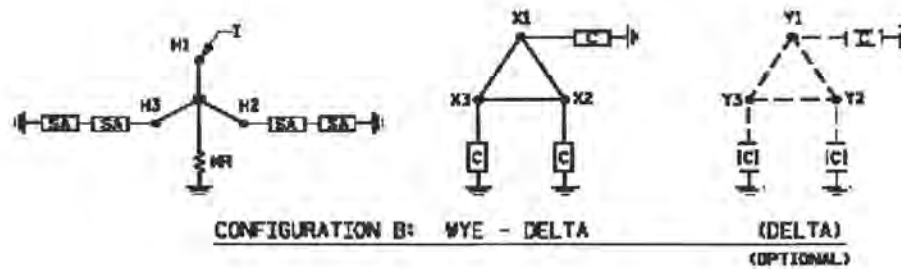 I
H1
H3
H2
SA
SA
SA
SA
NR
X1
C
X3
X2
C
C
Y1
C
Y3
Y2
C
C
CONFIGURATION B: WYE - DELTA (DELTA)
(OPTIONAL)